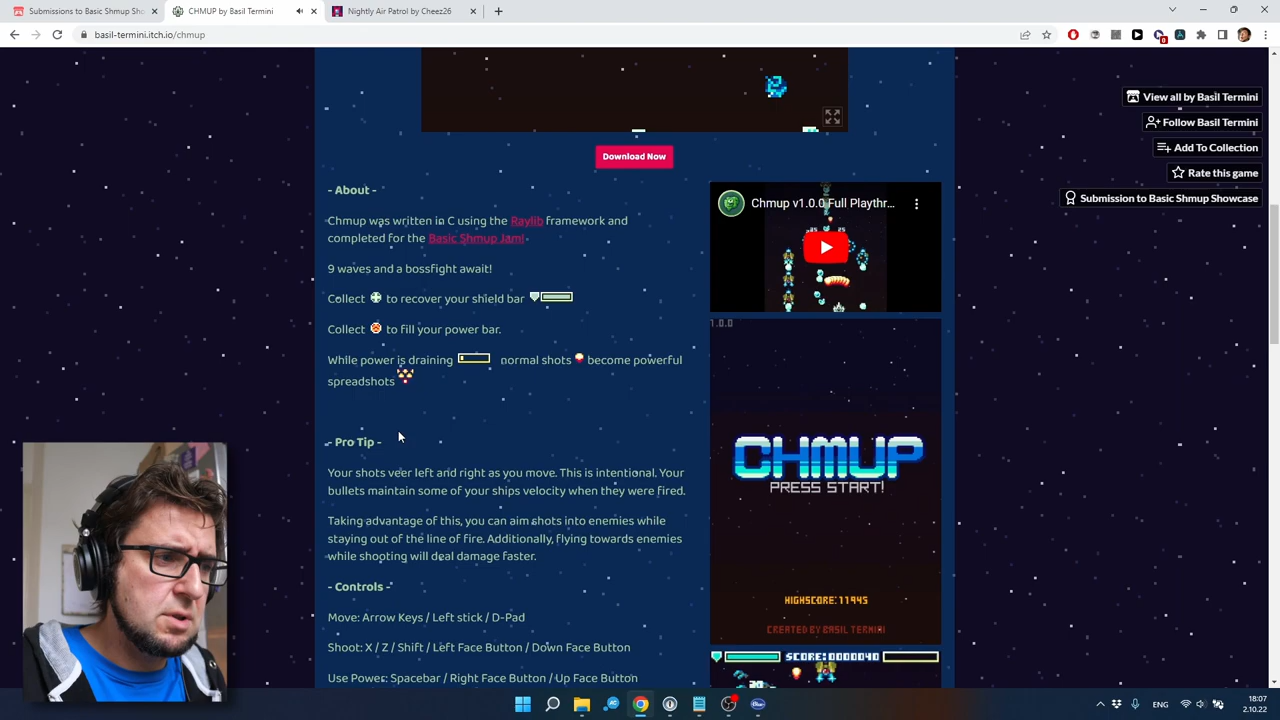 Submissions to Basic Shmup Sho
CHMUP by Basil Termini
Nightly Air Patrol by Cheez26
basil-termini.itch.io/chmup
0
View all by Basil Termini
Follow Basil Termini
Add To Collection
Rate this game
Submission to Basic Shmup Showcase
Download Now
- About -
Chmup was written in C using the Raylib framework and
completed for the Basic Shmup Jam!
9 waves and a bossfight await!
Collect to recover your shield bar
Collect to fill your power bar.
While power is draining normal shots become powerful
spreadshots
- Pro Tip -
Your shots veer left and right as you move. This is intentional. Your
bullets maintain some of your ships velocity when they were fired.
Taking advantage of this, you can aim shots into enemies while
staying out of the line of fire. Additionally, flying towards enemies
while shooting will deal damage faster.
- Controls -
Move: Arrow Keys / Left stick / D-Pad
Shoot: X / Z / Shift / Left Face Button / Down Face Button
Use Power: Spacebar / Right Face Button / Up Face Button
Chmup v1.0.0 Full Playthr...
1.0.0
CHMUP
PRESS START!
HIGHSCORE:11945
CREATED BY BASIL TERMINI
SCORE:0000040
ENG
18:07
2.10.22